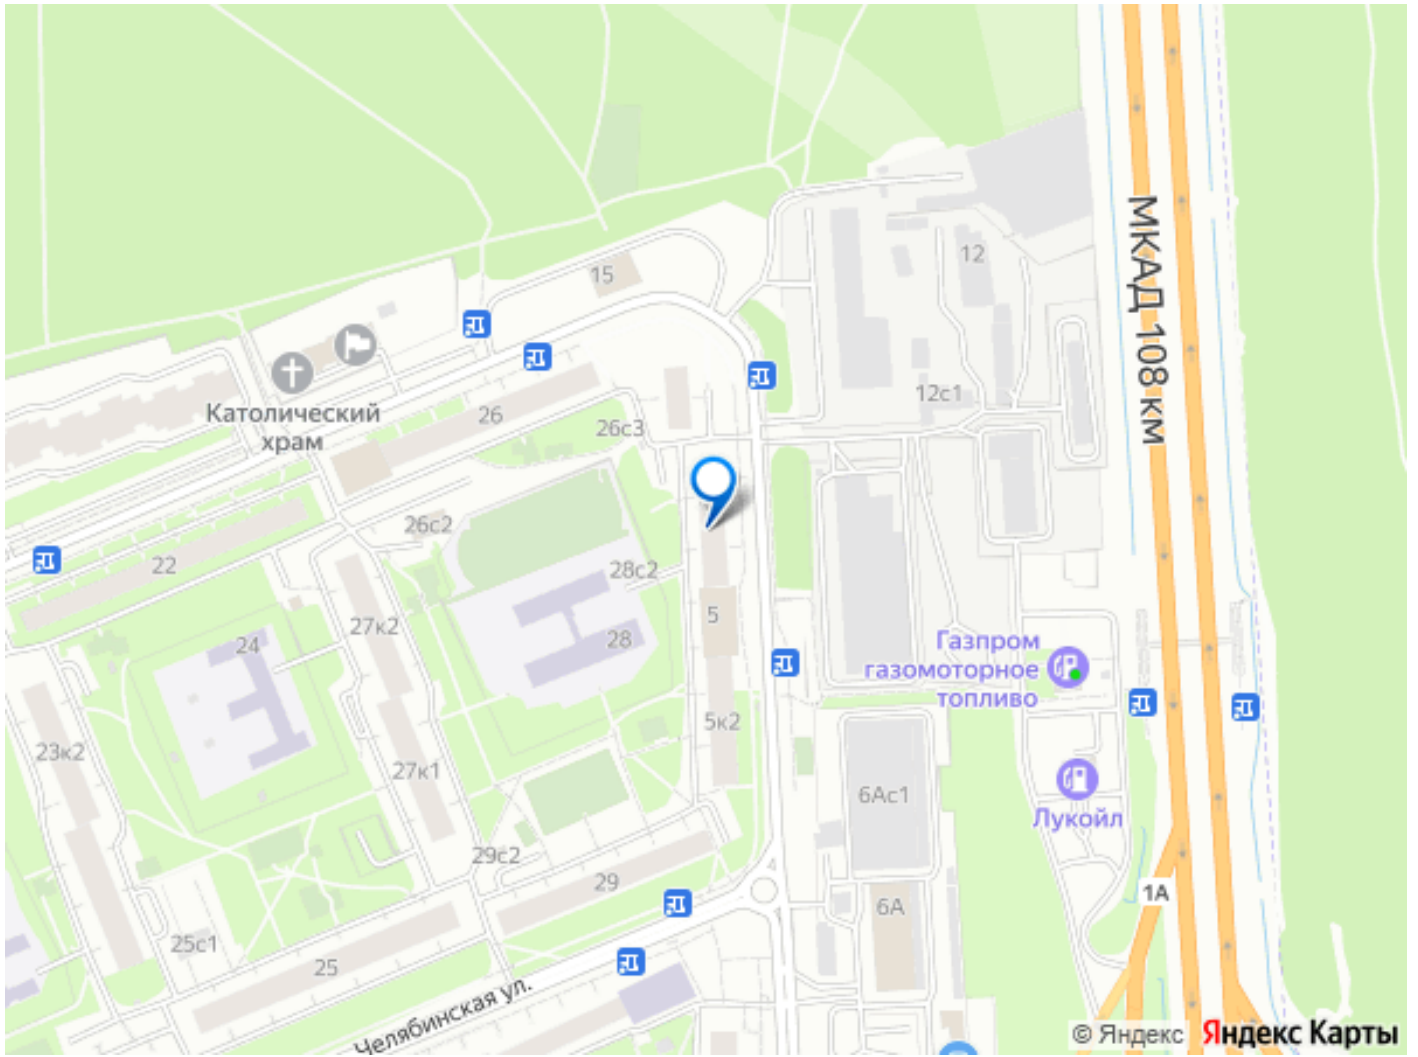 МКАД 108 км
15
12
Католический
храм
26
26с3
12с1
26с2
22
28с2
24
27к2
28
5
Газпром
газомоторное
топливо
23к2
5к2
27к1
6Ас1
Лукойл
29с2
29
1А
6А
25с1
25
Челябинская ул.
© Яндекс Яндекс Карты